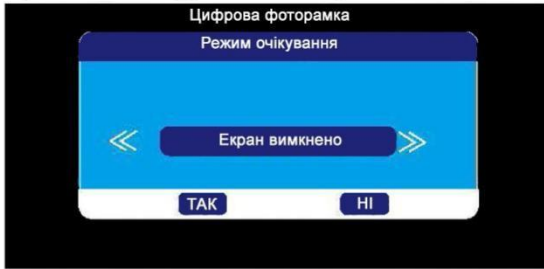 Цифрова фоторамка
Режим очікування
Екран вимкнено
ТАК НІ